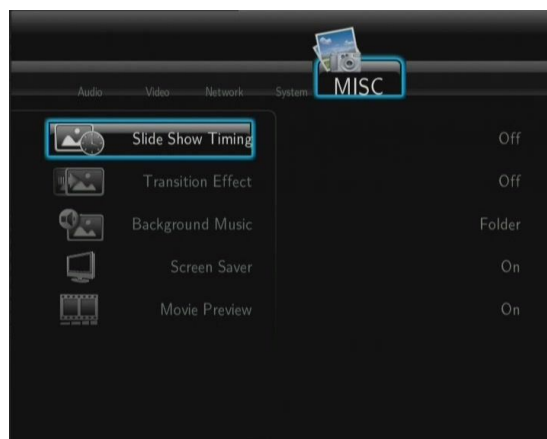 Audio Video Network System MISC
Slide Show Timing Off
Transition Effect Off
Background Music Folder
Screen Saver On
Movie Preview On